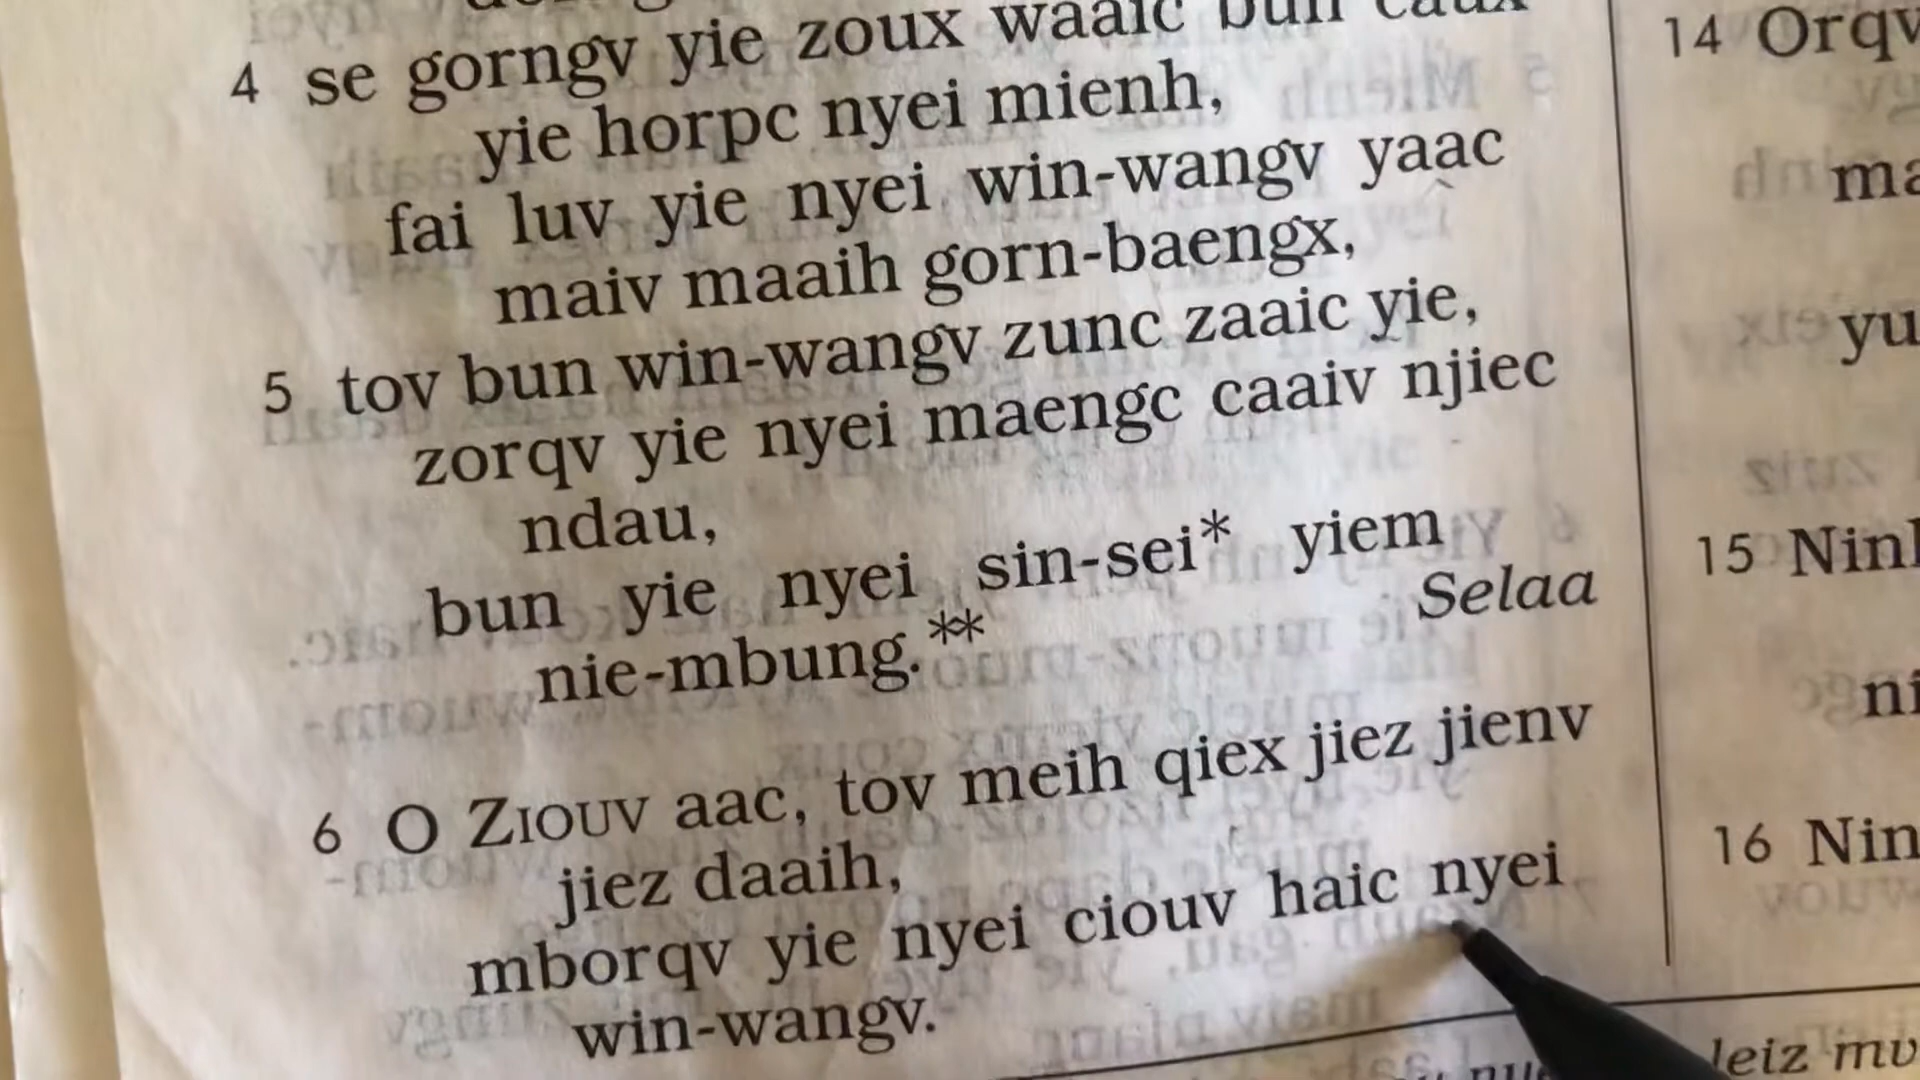 4 se gorngv yie zoux waaic bun caux
yie horpc nyei mienh,
fai luv yie nyei win-wangv yaac
maiv maaih gorn-baengx,
5 tov bun win-wangv zunc zaaic yie,
zorqv yie nyei maengc caaiv njiec
ndau,
bun yie nyei sin-sei* yiem
nie-mbung.** Selaa
6 O ZIOUV aac, tov meih qiex jiez jienv
jiez daaih,
mborqv yie nyei ciouv haic nyei
win-wangv.
14 Orqv
ma
yu
15
ni
16 Nin
leiz mv